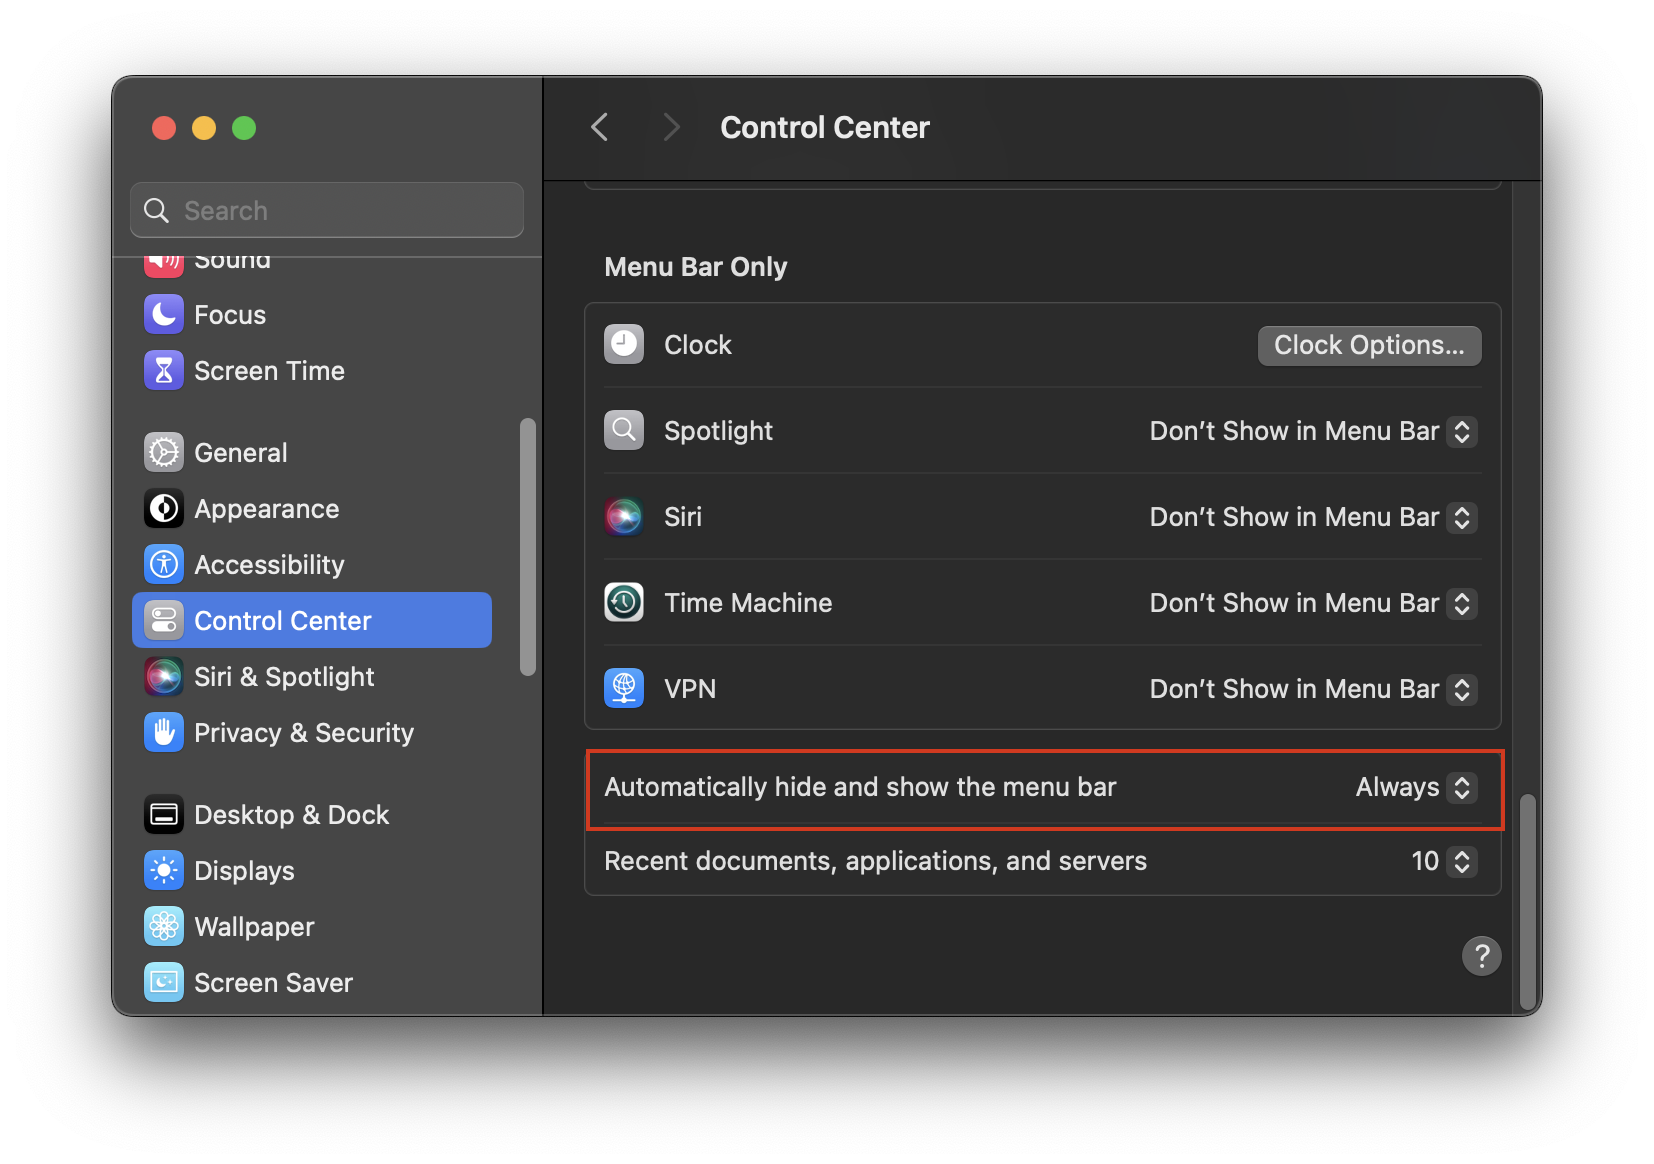 Control Center
Search
Sound
Focus
Screen Time
General
Appearance
Accessibility
Control Center
Siri & Spotlight
Privacy & Security
Desktop & Dock
Displays
Wallpaper
Screen Saver
Menu Bar Only
Clock Clock Options...
Spotlight Don’t Show in Menu Bar
Siri Don’t Show in Menu Bar
Time Machine Don’t Show in Menu Bar
VPN Don’t Show in Menu Bar
Automatically hide and show the menu bar Always
Recent documents, applications, and servers 10
?